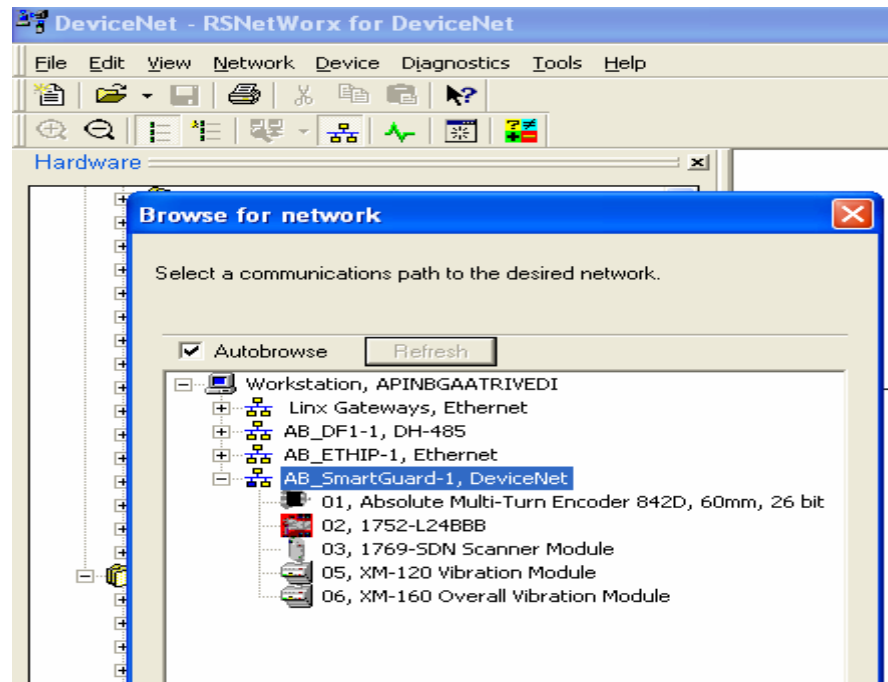 DeviceNet - RSNetWorx for DeviceNet
File Edit View Network Device Diagnostics Tools Help
Hardware
Browse for network
Select a communications path to the desired network.
Autobrowse Refresh
Workstation, APINBGAATRIVEDI
Linx Gateways, Ethernet
AB_DF1-1, DH-485
AB_ETHIP-1, Ethernet
AB_SmartGuard-1, DeviceNet
01, Absolute Multi-Turn Encoder 842D, 60mm, 26 bit
02, 1752-L24BBB
03, 1769-SDN Scanner Module
05, XM-120 Vibration Module
06, XM-160 Overall Vibration Module